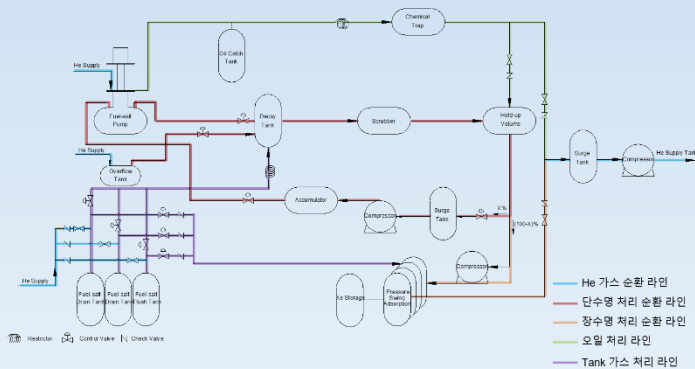 Chemical
Trap
Oil Catch
Tank
He Supply
Fuel-salt
Pump
Decay
Tank
Scrubber
Hold-up
Volume
He Supply
Overflow
Tank
Surge
Tank
Compressor
He Supply Tank
Accumulator
Compressor
Surge
Tank
X%
(100-X)%
Compressor
He Supply
Xe Storage
Pressure
Swing
Adsorption
Fuel-salt
Drain Tank
Fuel-salt
Drain Tank
Fuel-salt
Flush Tank
Restrictor
Control Valve
Check Valve
He 가스 순환 라인
단수명 처리 순환 라인
장수명 처리 순환 라인
오일 처리 라인
Tank 가스 처리 라인